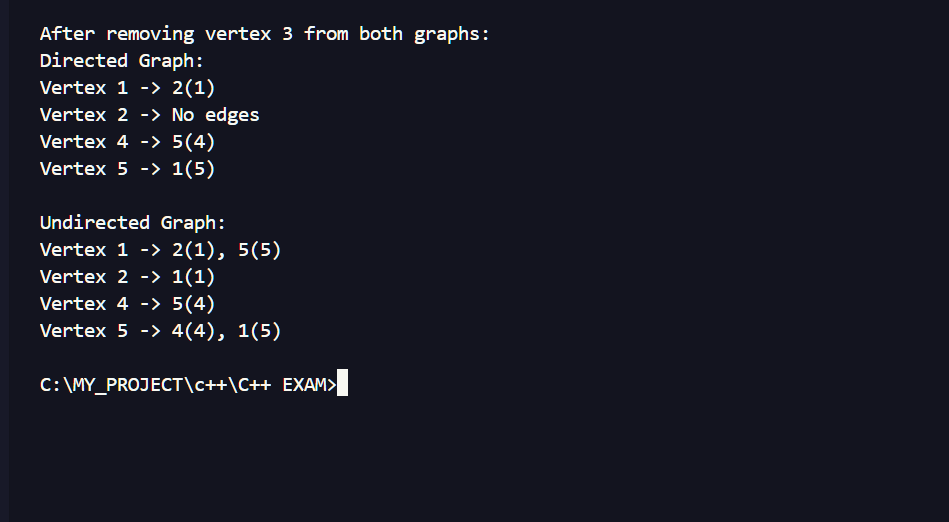 After removing vertex 3 from both graphs:
Directed Graph:
Vertex 1 -> 2(1)
Vertex 2 -> No edges
Vertex 4 -> 5(4)
Vertex 5 -> 1(5)
Undirected Graph:
Vertex 1 -> 2(1), 5(5)
Vertex 2 -> 1(1)
Vertex 4 -> 5(4)
Vertex 5 -> 4(4), 1(5)
C:\MY_PROJECT\c++\C++ EXAM>